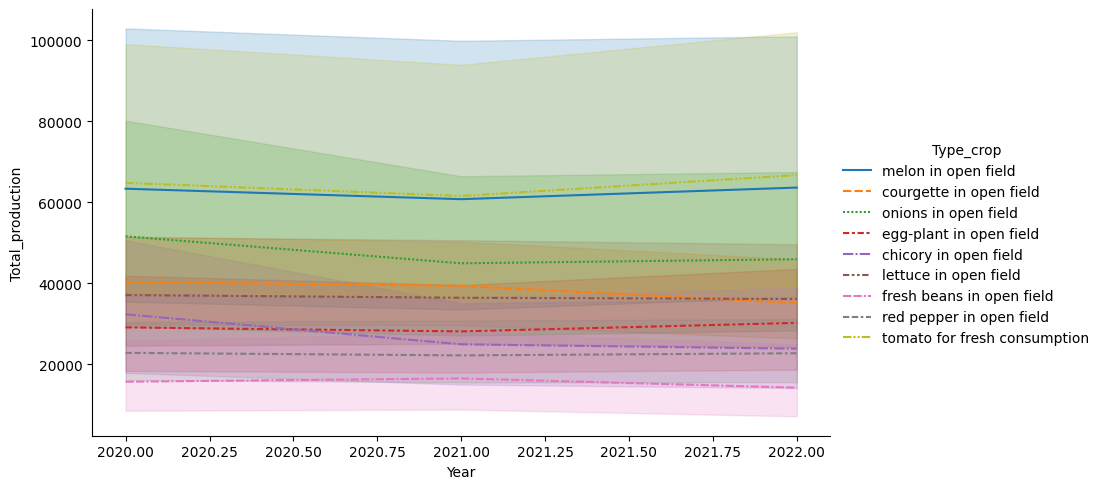 100000
80000
60000
40000
20000
Total_production
2020.00 2020.25 2020.50 2020.75 2021.00 2021.25 2021.50 2021.75 2022.00
Year
Type_crop
melon in open field
courgette in open field
onions in open field
egg-plant in open field
chicory in open field
lettuce in open field
fresh beans in open field
red pepper in open field
tomato for fresh consumption